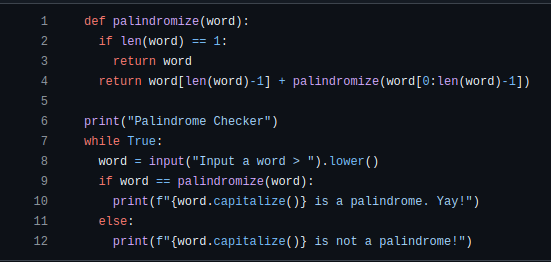 1 def palindromize(word):
2   if len(word) == 1:
3     return word
4   return word[len(word)-1] + palindromize(word[0:len(word)-1])
5
6 print("Palindrome Checker")
7 while True:
8   word = input("Input a word > ").lower()
9   if word == palindromize(word):
10     print(f"{word.capitalize()} is a palindrome. Yay!")
11   else:
12     print(f"{word.capitalize()} is not a palindrome!")